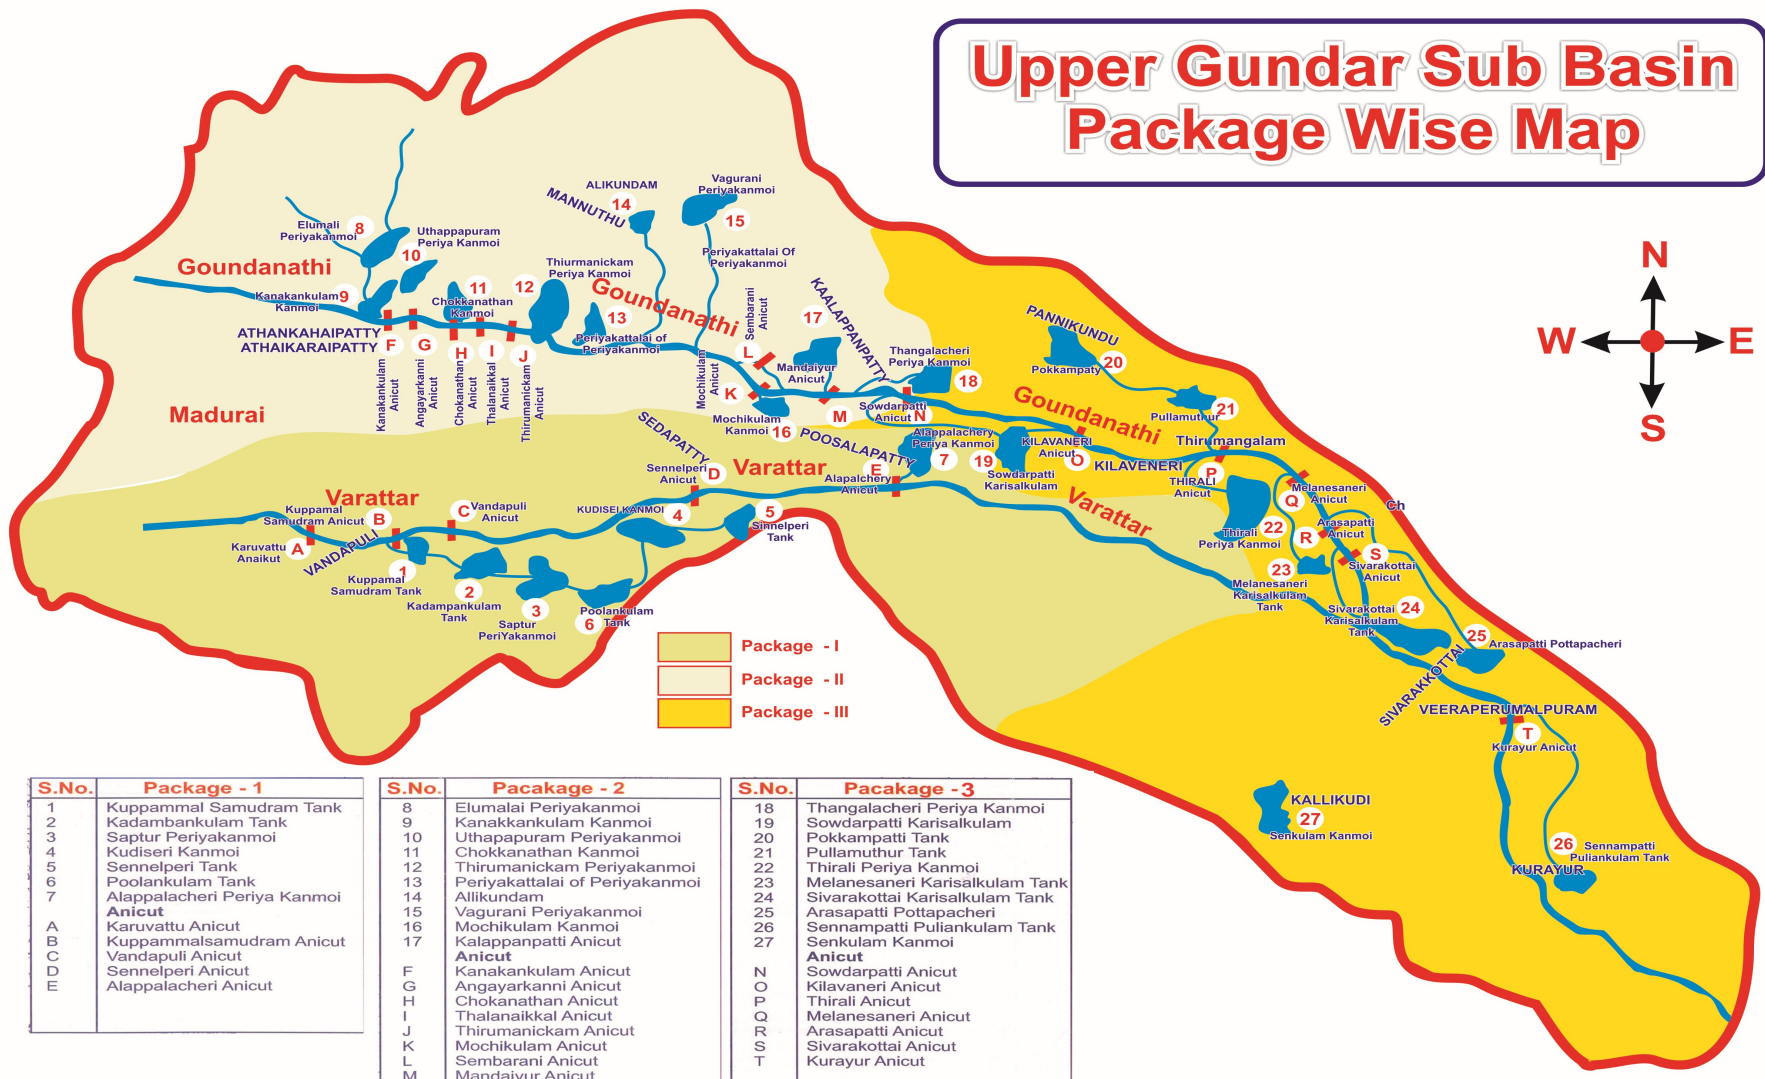 Upper Gundar Sub Basin
Package Wise Map
N
W
E
S
ALIKUNDAM
14
MANNUTHU
Vagurani
Periyakanmoi
15
Elumali
Periyakanmoi
8
Uthappapuram
Periya Kanmoi
10
Goundanathi
Kanakankulam
Kanmoi
9
Chokkanathan
Kanmoi
11
12
Thiurmanickam
Periya Kanmoi
Goundanathi
13
Periyakattalai of
Periyakanmoi
Periyakattalai Of
Periyakanmoi
ATHANKAHAIPATTY
ATHAIKARAIPATTY
F
G
H
I
J
Kanakankulam
Anicut
Angayarkanni
Anicut
Chokanathan
Anicut
Thalanaikkal
Anicut
Thirumanickam
Anicut
Madurai
Mochikulam
Anicut
Sembarani
Anicut
L
K
17
KAALAPPANPATTY
Mandaiyur
Anicut
M
Mochikulam
Kanmoi
16
Thangalacheri
Periya Kanmoi
18
Sowdarpatti
Anicut
N
PANNIKUNDU
Pokkampaty
20
Pullamuthur
21
Goundanathi
Thirumangalam
KILAVANERI
Anicut
O
KILAVENERI
P
THIRALI
Anicut
Alappalachery
Periya Kanmoi
7
19
Sowdarpatti
Karisalkulam
POOSALAPATTY
E
Alapalchery
Anicut
SEDAPATTY
Sennelperi
Anicut
D
Varattar
Varattar
Varattar
Kuppamal
Samudram Anicut
B
C
Vandapuli
Anicut
KUDISEI KANMOI
4
5
Sinnelperi
Tank
Karuvattu
Anaikut
A
VANDAPULI
1
Kuppamal
Samudram Tank
2
Kadampankulam
Tank
3
Saptur
PeriYakanmoi
6
Poolankulam
Tank
Q
Melanesaneri
Anicut
Ch
Arasapatti
Anicut
R
S
Sivarakottai
Anicut
22
Thirali
Periya Kanmoi
23
Melanesaneri
Karisalkulam
Tank
Sivarakottai
Karisalkulam
Tank
24
25
Arasapatti Pottapacheri
SIVARAKKOTTAI
VEERAPERUMALPURAM
T
Kurayur Anicut
KALLIKUDI
27
Senkulam Kanmoi
26
Sennampatti
Puliankulam Tank
KURAYUR
Package - I
Package - II
Package - III
S.No. Package - 1
1 Kuppammal Samudram Tank
2 Kadambankulam Tank
3 Saptur Periyakanmoi
4 Kudiseri Kanmoi
5 Sennelperi Tank
6 Poolankulam Tank
7 Alappalacheri Periya Kanmoi
Anicut
A Karuvattu Anicut
B Kuppammalsamudram Anicut
C Vandapuli Anicut
D Sennelperi Anicut
E Alappalacheri Anicut
S.No. Pacakage - 2
8 Elumalai Periyakanmoi
9 Kanakkankulam Kanmoi
10 Uthapapuram Periyakanmoi
11 Chokkanathan Kanmoi
12 Thirumanickam Periyakanmoi
13 Periyakattalai of Periyakanmoi
14 Allikundam
15 Vagurani Periyakanmoi
16 Mochikulam Kanmoi
17 Kalappanpatti Anicut
Anicut
F Kanakankulam Anicut
G Angayarkanni Anicut
H Chokanathan Anicut
I Thalanaikkal Anicut
J Thirumanickam Anicut
K Mochikulam Anicut
L Sembarani Anicut
M Mandaiyur Anicut
S.No. Pacakage -3
18 Thangalacheri Periya Kanmoi
19 Sowdarpatti Karisalkulam
20 Pokkampatti Tank
21 Pullamuthur Tank
22 Thirali Periya Kanmoi
23 Melanesaneri Karisalkulam Tank
24 Sivarakottai Karisalkulam Tank
25 Arasapatti Pottapacheri
26 Sennampatti Puliankulam Tank
27 Senkulam Kanmoi
Anicut
N Sowdarpatti Anicut
O Kilavaneri Anicut
P Thirali Anicut
Q Melanesaneri Anicut
R Arasapatti Anicut
S Sivarakottai Anicut
T Kurayur Anicut